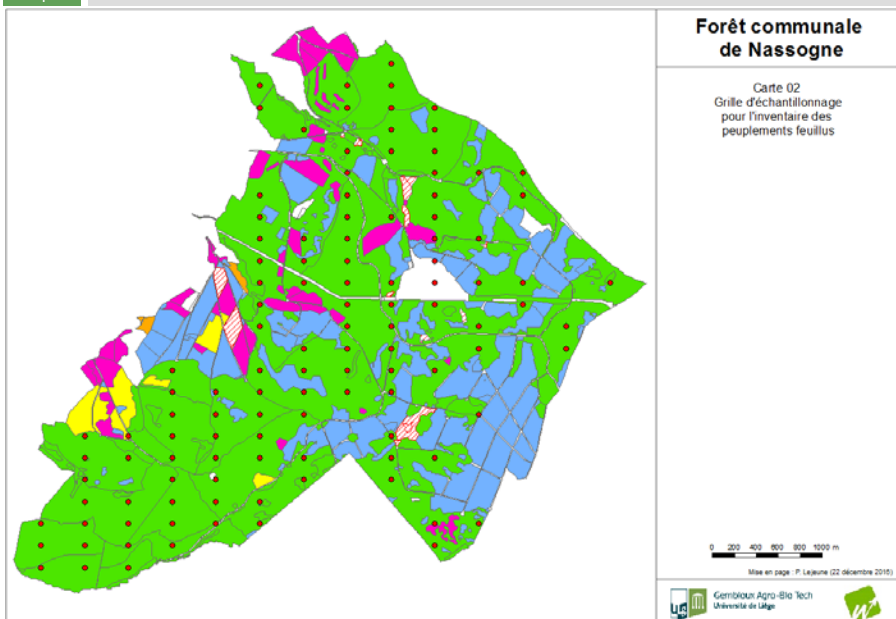 Forêt communale
de Nassogne
Carte 02
Grille d'échantillonnage
pour l'inventaire des
peuplements feuillus
0 200 400 600 800 1000 m
Mise en page : P. Lejeune (22 décembre 2016)
Gembloux Agro-Bio Tech
Université de Liège